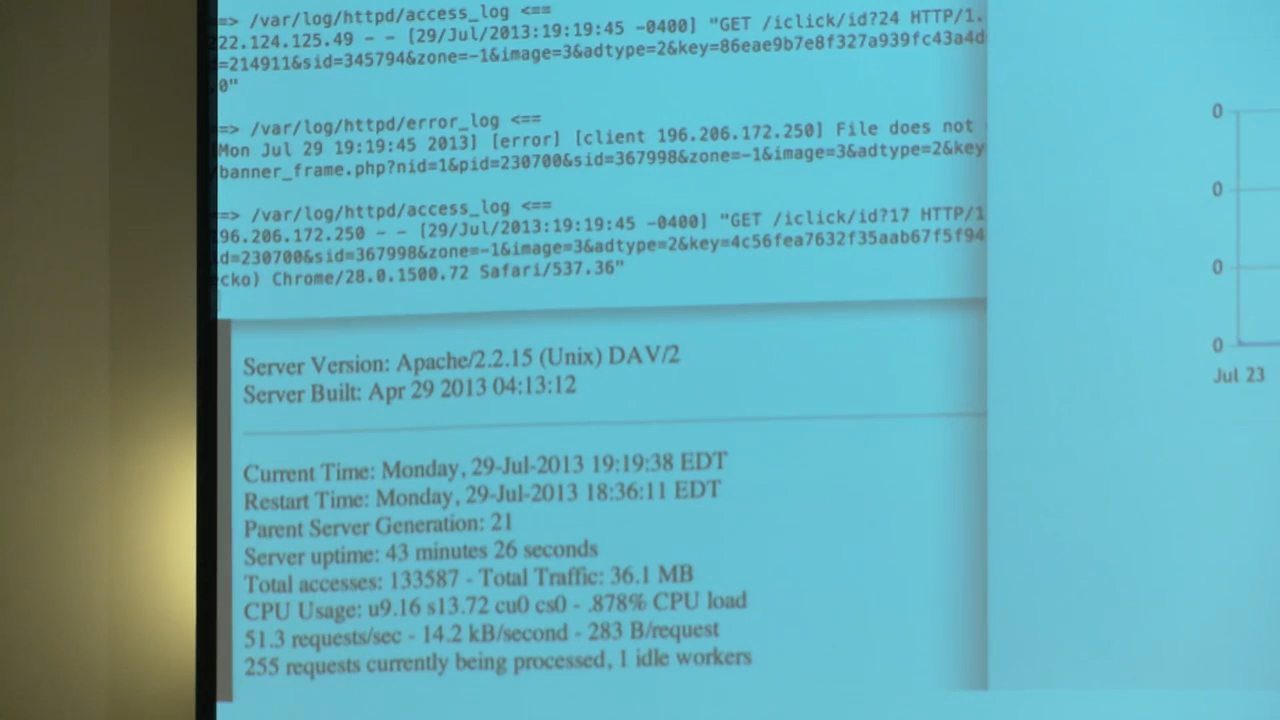 => /var/log/httpd/access_log <==
22.124.125.49 - - [29/Jul/2013:19:19:45 -0400] "GET /iclick/id?24 HTTP/1.
=214911&sid=345794&zone=-1&image=3&adtype=2&key=86eae9b7e8f327a939fc43a4d
0"
=> /var/log/httpd/error_log <==
[Mon Jul 29 19:19:45 2013] [error] [client 196.206.172.250] File does not
/banner_frame.php?nid=1&pid=230700&sid=367998&zone=-1&image=3&adtype=2&key
=> /var/log/httpd/access_log <==
96.206.172.250 - - [29/Jul/2013:19:19:45 -0400] "GET /iclick/id?17 HTTP/1
d=230700&sid=367998&zone=-1&image=3&adtype=2&key=4c56fea7632f35aab67f5f94
cko) Chrome/28.0.1500.72 Safari/537.36"
Server Version: Apache/2.2.15 (Unix) DAV/2
Server Built: Apr 29 2013 04:13:12
Current Time: Monday, 29-Jul-2013 19:19:38 EDT
Restart Time: Monday, 29-Jul-2013 18:36:11 EDT
Parent Server Generation: 21
Server uptime: 43 minutes 26 seconds
Total accesses: 133587 - Total Traffic: 36.1 MB
CPU Usage: u9.16 s13.72 cu0 cs0 - .878% CPU load
51.3 requests/sec - 14.2 kB/second - 283 B/request
255 requests currently being processed, 1 idle workers
0
0
0
0
Jul 23